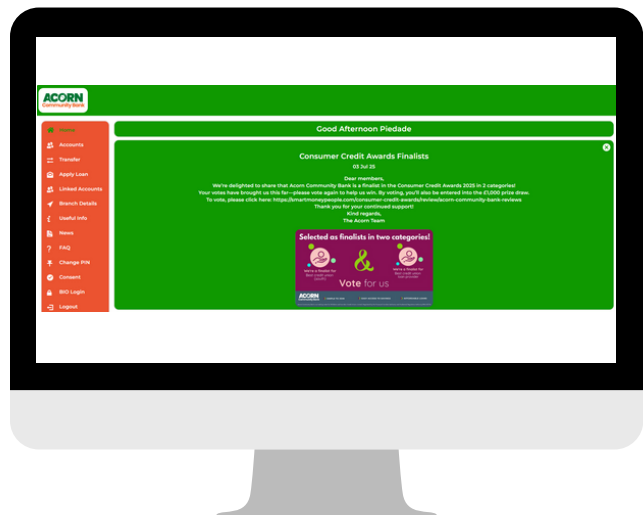 ACORN
Community Bank
Home
Accounts
Transfer
Apply Loan
Linked Accounts
Branch Details
Useful Info
News
FAQ
Change PIN
Consent
BIO Login
Logout
Good Afternoon Piedade
Consumer Credit Awards Finalists
03 Jul 25
Dear members,
We're delighted to share that Acorn Community Bank is a finalist in the Consumer Credit Awards 2025 in 2 categories!
Your votes have brought us this far—please vote again to help us win. By voting, you'll also be entered into the £1,000 prize draw.
To vote, please click here: https://smartmoneypeople.com/consumer-credit-awards/review/acorn-community-bank-reviews
Thank you for your continued support!
Kind regards,
The Acorn Team
Selected as finalists in two categories!
&
Vote for us
ACORN